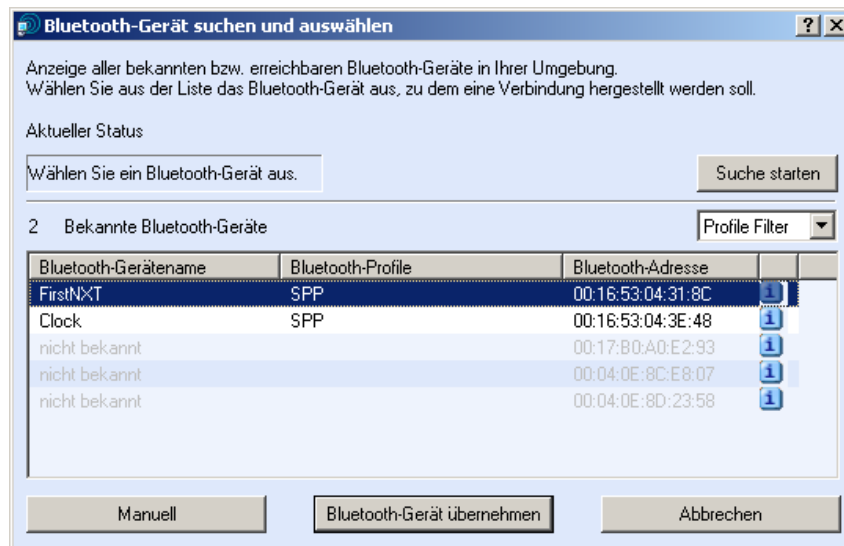 Bluetooth-Gerät suchen und auswählen
Anzeige aller bekannten bzw. erreichbaren Bluetooth-Geräte in Ihrer Umgebung.
Wählen Sie aus der Liste das Bluetooth-Gerät aus, zu dem eine Verbindung hergestellt werden soll.
Aktueller Status
Wählen Sie ein Bluetooth-Gerät aus. Suche starten
2 Bekannte Bluetooth-Geräte Profile Filter
Bluetooth-Gerätename Bluetooth-Profile Bluetooth-Adresse
FirstNXT SPP 00:16:53:04:31:8C
Clock SPP 00:16:53:04:3E:48
nicht bekannt 00:17:B0:A0:E2:93
nicht bekannt 00:04:0E:8C:E8:07
nicht bekannt 00:04:0E:8D:23:58
Manuell Bluetooth-Gerät übernehmen Abbrechen